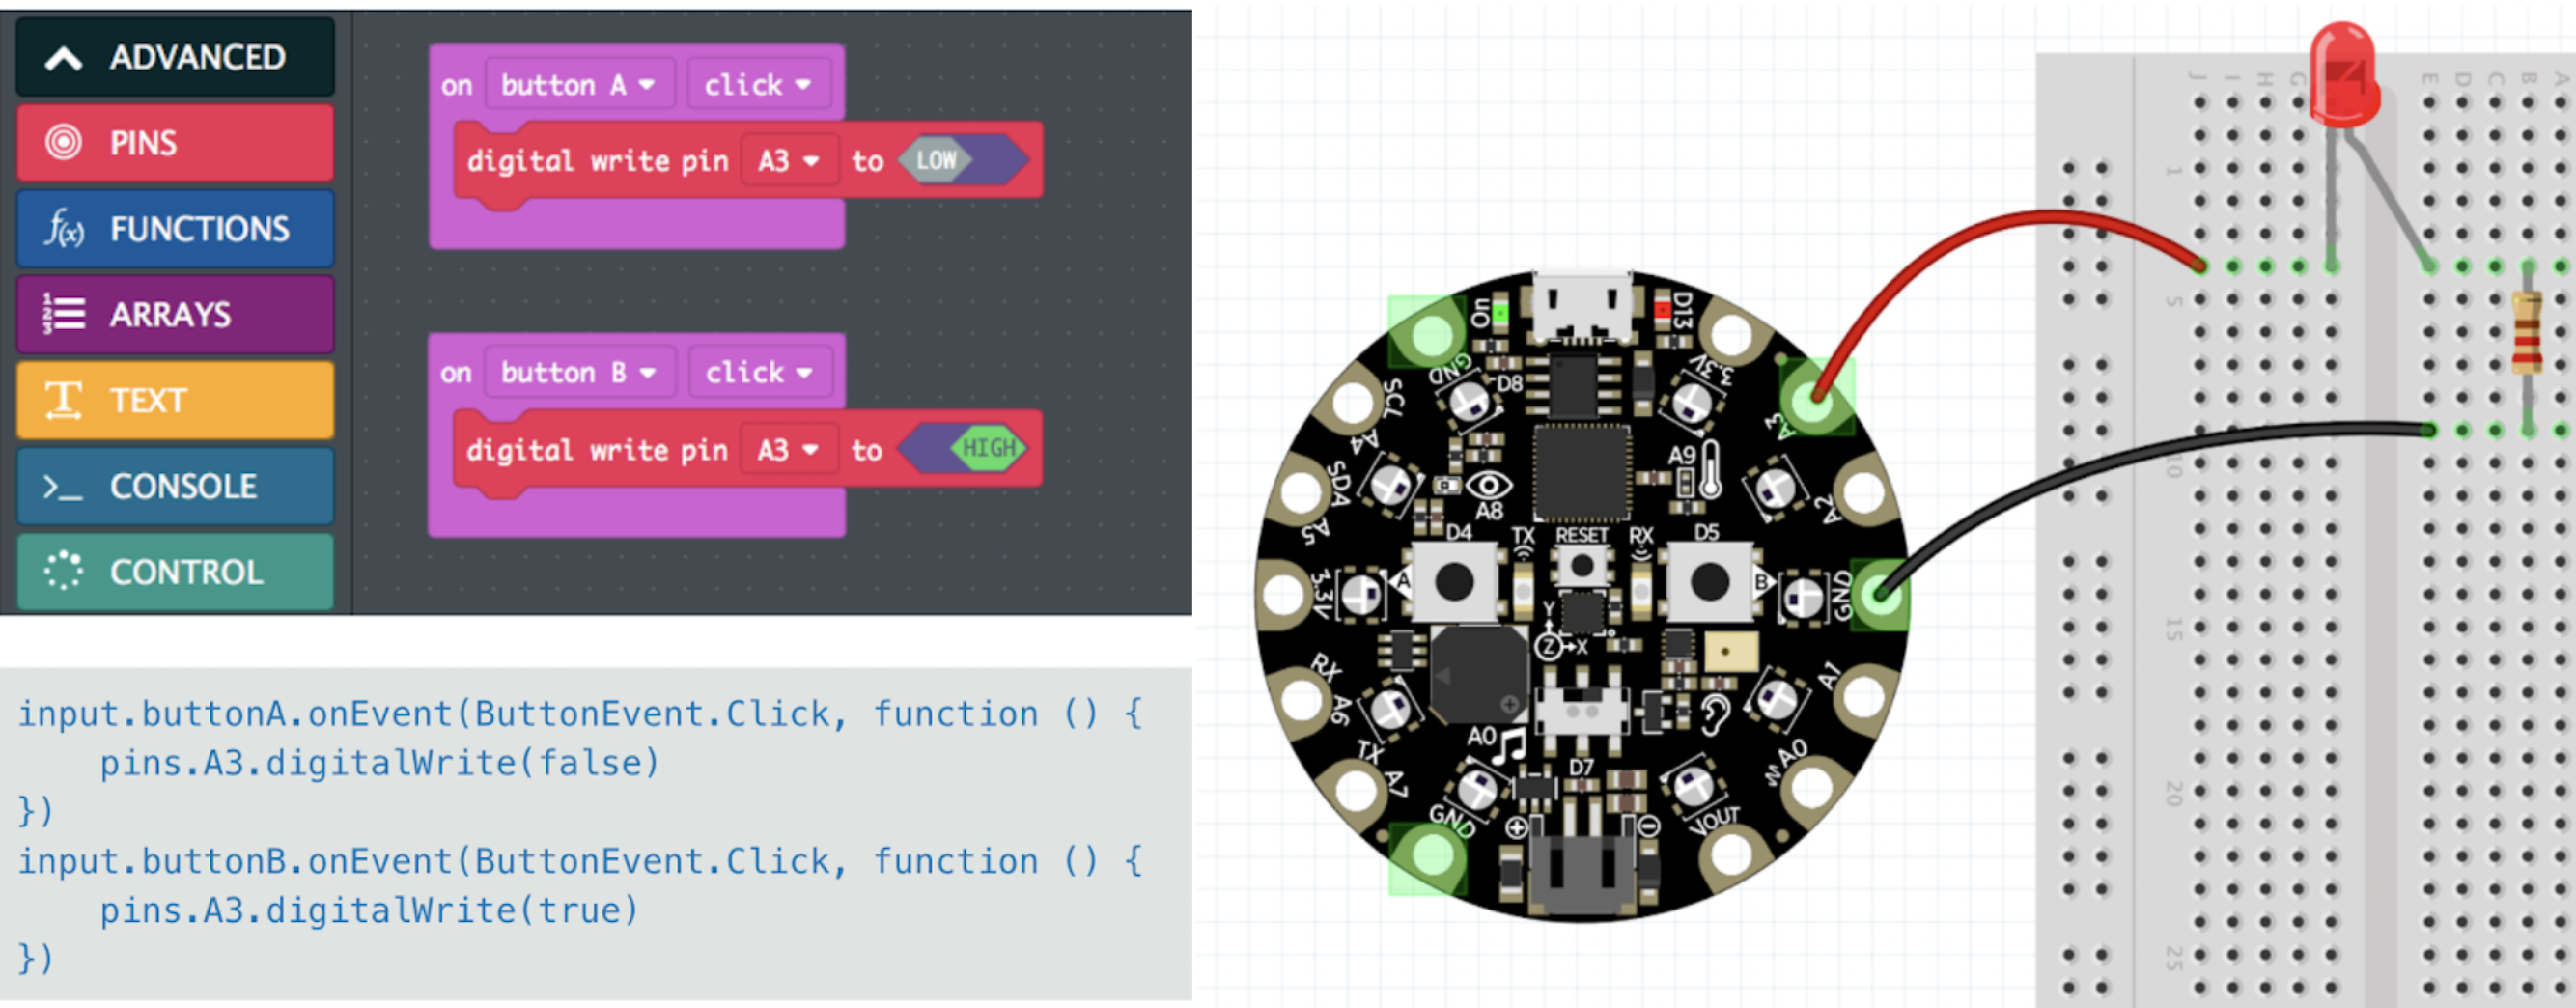 ADVANCED
PINS
f(x) FUNCTIONS
1
2
3
ARRAYS
T TEXT
>_ CONSOLE
CONTROL
on button A click
digital write pin A3 to LOW
on button B click
digital write pin A3 to HIGH
input.buttonA.onEvent(ButtonEvent.Click, function () {
    pins.A3.digitalWrite(false)
})
input.buttonB.onEvent(ButtonEvent.Click, function () {
    pins.A3.digitalWrite(true)
})
On
D13
GND
D8
3.3V
SCL
A4
A3
SDA
A5
A8
A9
A2
D4
TX
RESET
RX
D5
3.3V
A
B
GND
Y
Z
X
RX
A6
A1
TX
A7
A0
D7
A0
GND
VOUT
J I H G E D C B A
1
5
10
15
20
25